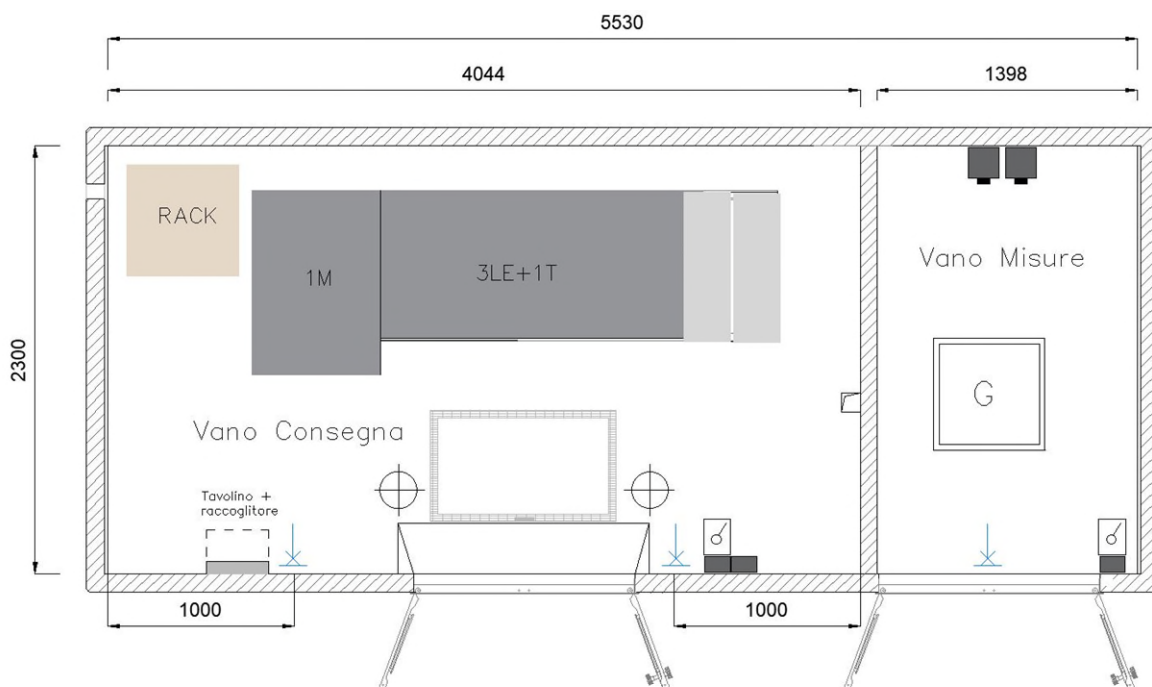 5530
4044
1398
2300
RACK
1M
3LE+1T
Vano Misure
G
Vano Consegna
Tavolino +
raccoglitore
1000
1000